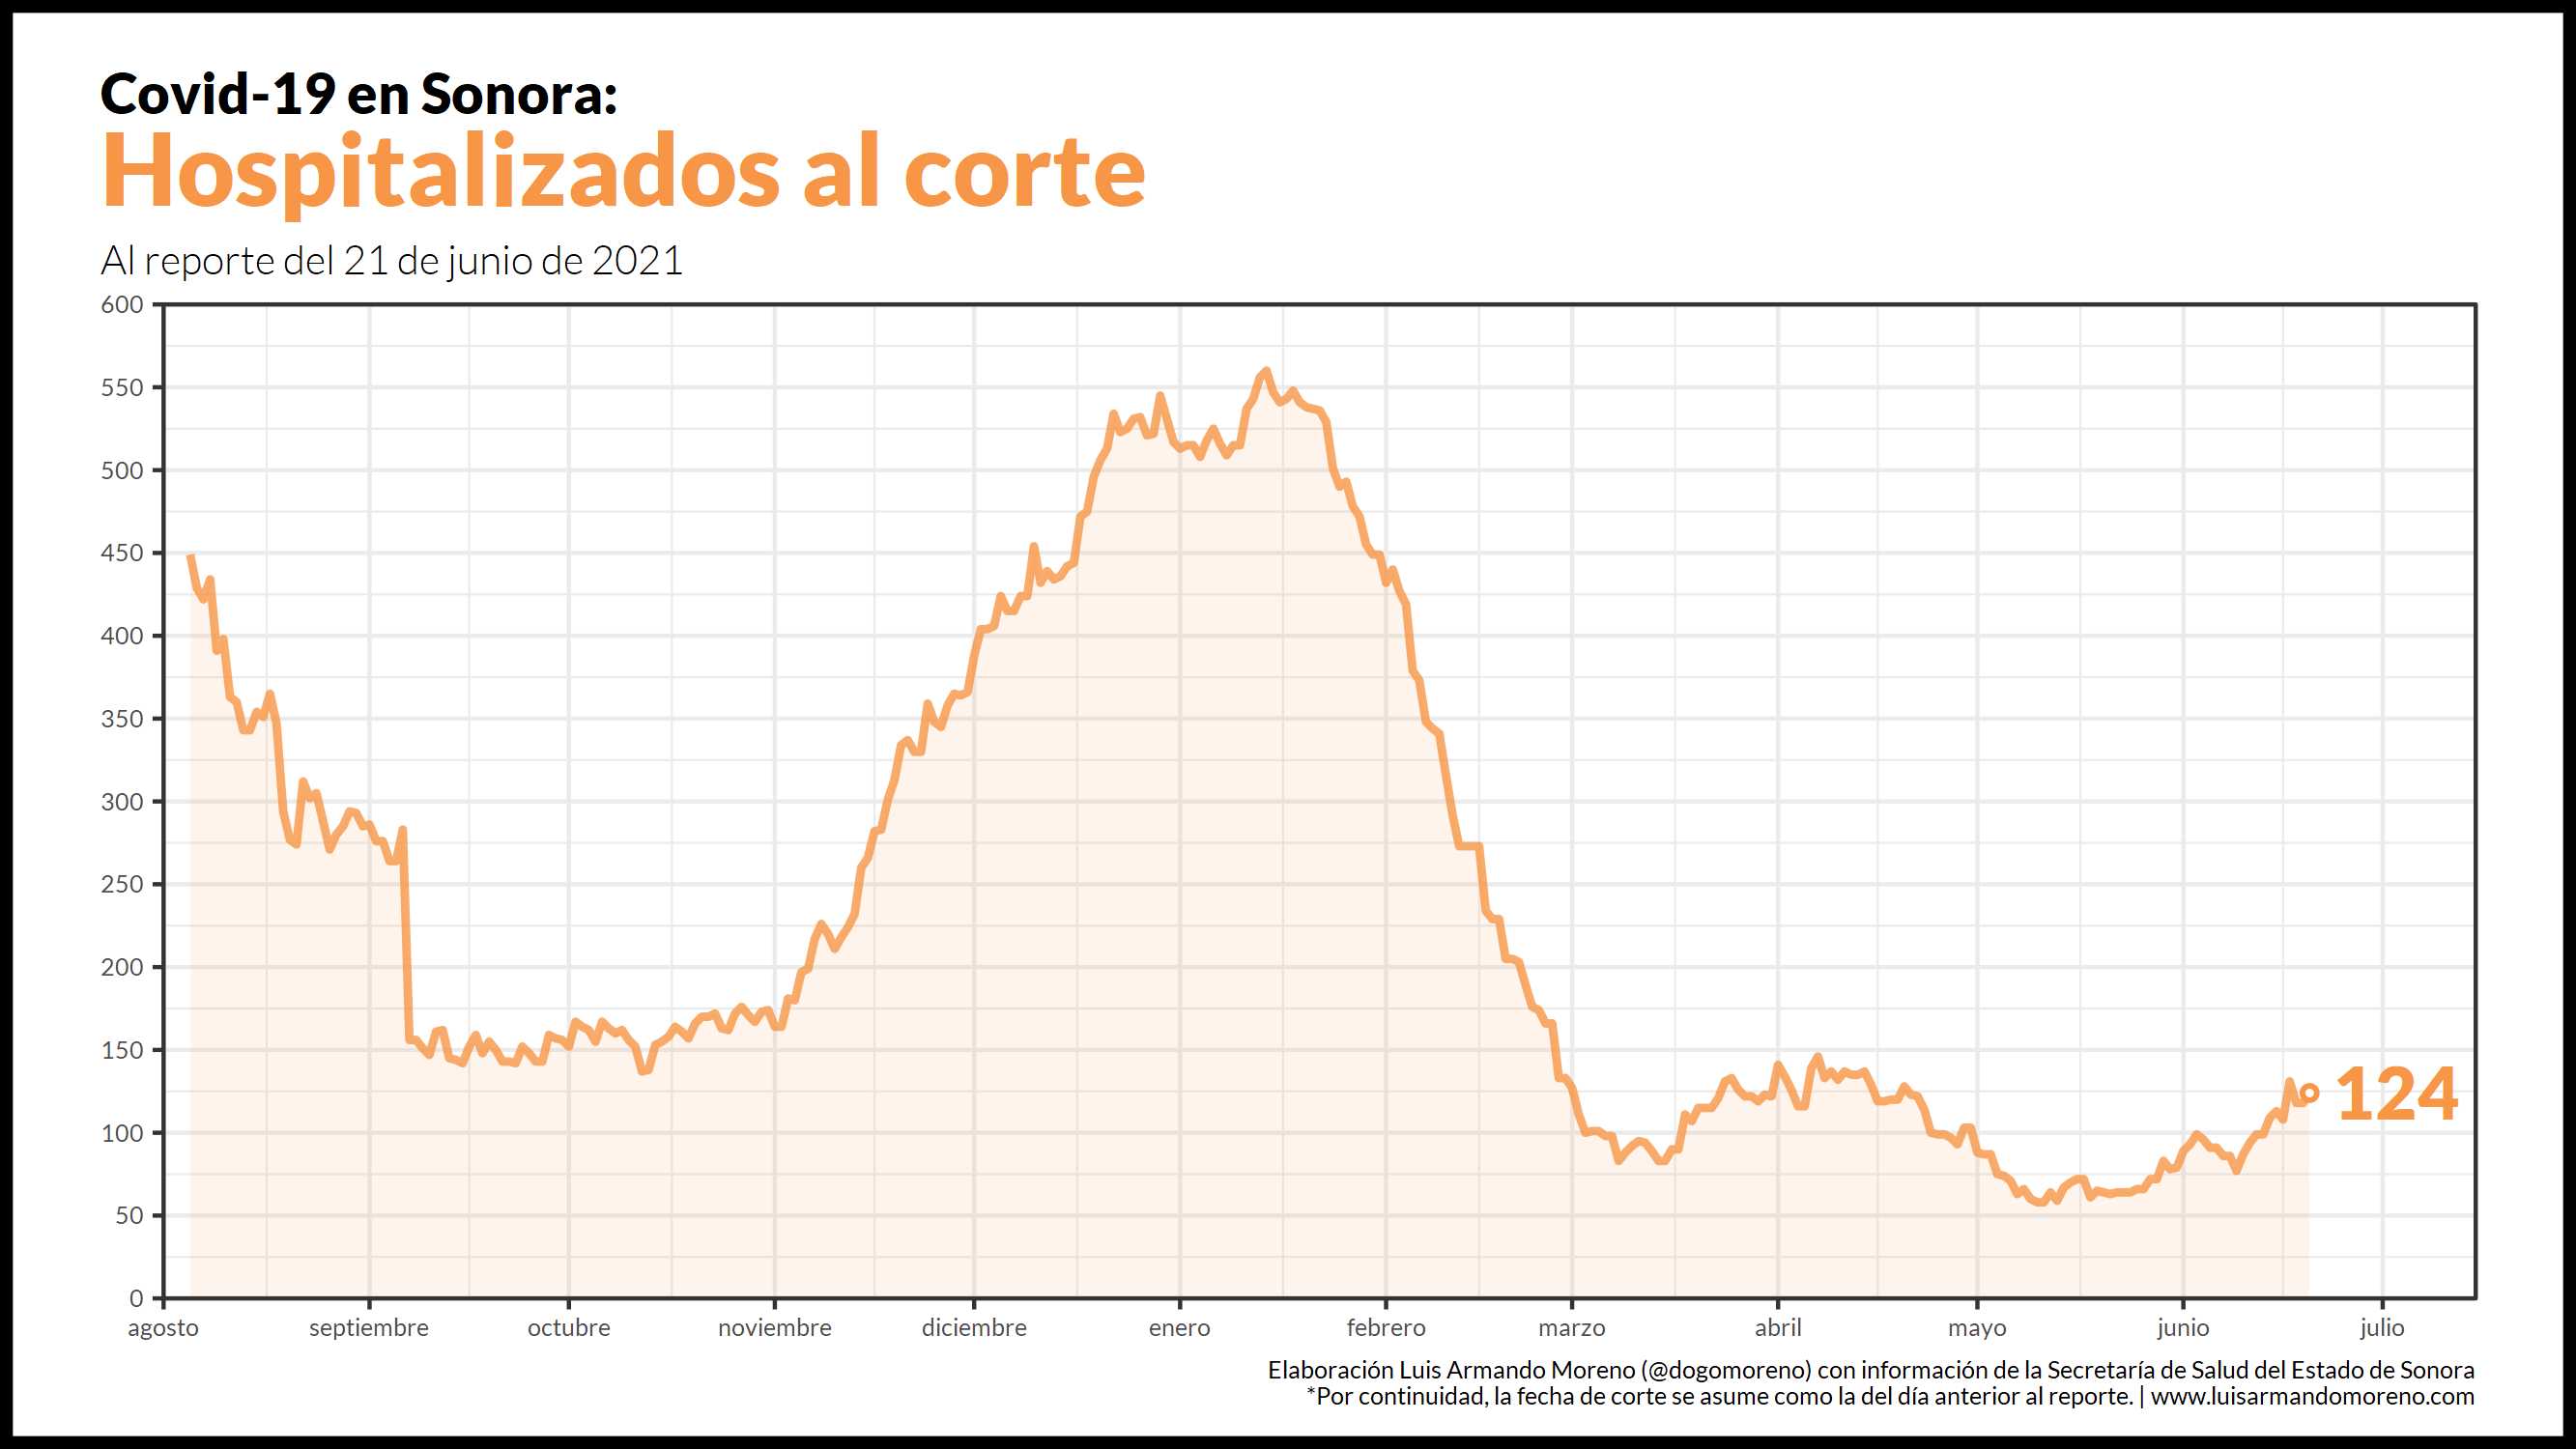 Covid-19 en Sonora:
Hospitalizados al corte
Al reporte del 21 de junio de 2021
600
550
500
450
400
350
300
250
200
150
100
50
0
124
agosto septiembre octubre noviembre diciembre enero febrero marzo abril mayo junio julio
Elaboración Luis Armando Moreno (@dogomoreno) con información de la Secretaría de Salud del Estado de Sonora
*Por continuidad, la fecha de corte se asume como la del día anterior al reporte. | www.luisarmandomoreno.com